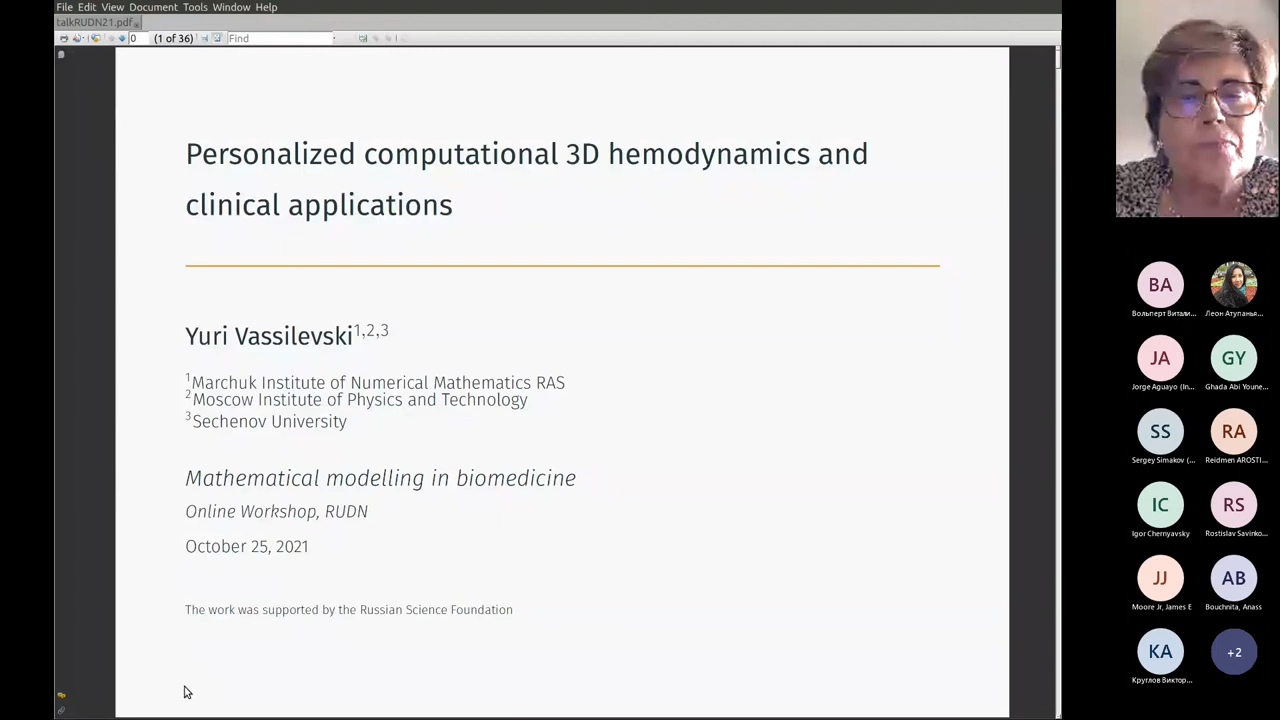 File Edit View Document Tools Window Help
talkRUDN21.pdf
0 (1 of 36) Find
Personalized computational 3D hemodynamics and
clinical applications
Yuri Vassilevski1,2,3
1Marchuk Institute of Numerical Mathematics RAS
2Moscow Institute of Physics and Technology
3Sechenov University
Mathematical modelling in biomedicine
Online Workshop, RUDN
October 25, 2021
The work was supported by the Russian Science Foundation
BA
Вольперт Витали...
Леон Атупанья...
JA
GY
Jorge Aguayo (In...
Ghada Abi Youne...
SS
RA
Sergey Simakov (...
Reidmen AROSTI...
IC
RS
Igor Chernyavsky
Rostislav Savinko...
JJ
AB
Moore Jr, James E
Bouchnita, Anass
KA
+2
Круглов Виктор...